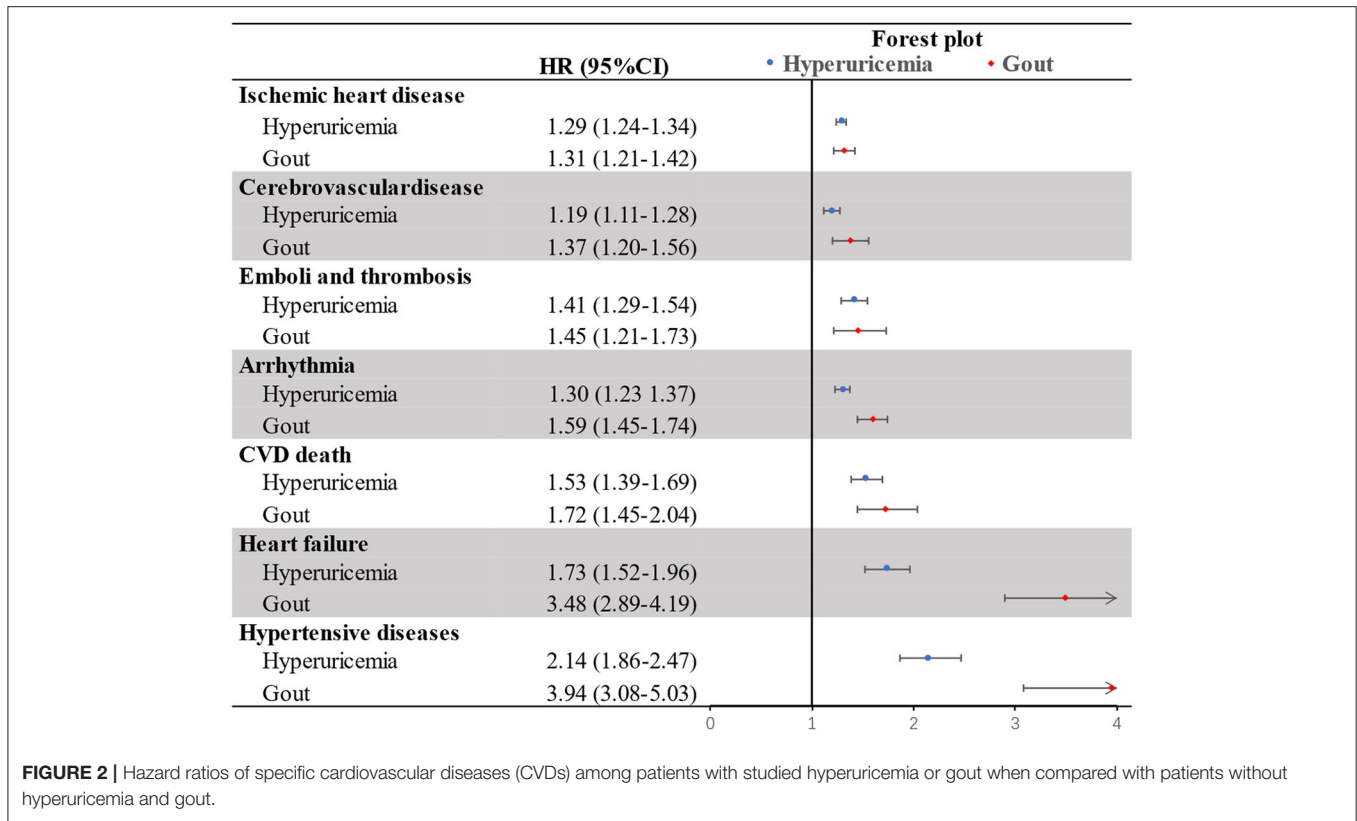 Forest plot
HR (95%CI) Hyperuricemia Gout
Ischemic heart disease
Hyperuricemia 1.29 (1.24-1.34)
Gout 1.31 (1.21-1.42)
Cerebrovasculardisease
Hyperuricemia 1.19 (1.11-1.28)
Gout 1.37 (1.20-1.56)
Emboli and thrombosis
Hyperuricemia 1.41 (1.29-1.54)
Gout 1.45 (1.21-1.73)
Arrhythmia
Hyperuricemia 1.30 (1.23 1.37)
Gout 1.59 (1.45-1.74)
CVD death
Hyperuricemia 1.53 (1.39-1.69)
Gout 1.72 (1.45-2.04)
Heart failure
Hyperuricemia 1.73 (1.52-1.96)
Gout 3.48 (2.89-4.19)
Hypertensive diseases
Hyperuricemia 2.14 (1.86-2.47)
Gout 3.94 (3.08-5.03)
0 1 2 3 4
FIGURE 2 | Hazard ratios of specific cardiovascular diseases (CVDs) among patients with studied hyperuricemia or gout when compared with patients without
hyperuricemia and gout.